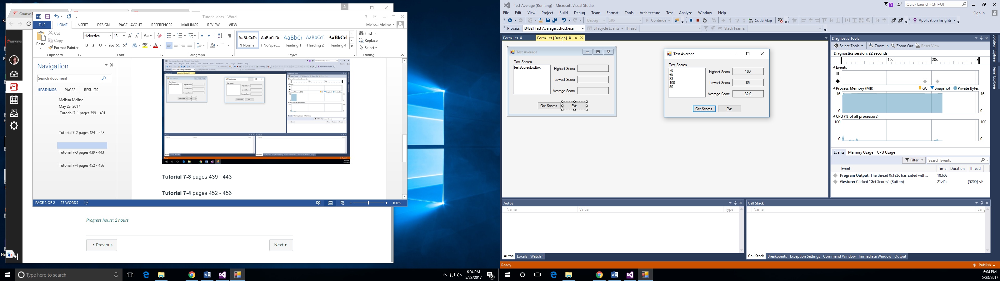 Course
Tutorial.docx - Word
FILE HOME INSERT DESIGN PAGE LAYOUT REFERENCES MAILINGS REVIEW VIEW
Melissa Meline
Paste
Cut
Copy
Format Painter
Helvetica 13
Clipboard Font Paragraph Styles Editing
AaBbCcDc AaBbCcDc AaBbCc AaBbCcD AaBbCcI
¶ Normal ¶ No Spac... Heading 1 Heading 2 Heading 4
Find
Replace
Select
Navigation
Search document
HEADINGS PAGES RESULTS
Melissa Meline
May 23, 2017
Tutorial 7-1 pages 399 – 401
Tutorial 7-2 pages 424 – 428
Tutorial 7-3 pages 439 - 443
Tutorial 7-4 pages 452 - 456
Tutorial 7-3 pages 439 - 443
Tutorial 7-4 pages 452 - 456
PAGE 2 OF 2 27 WORDS
100%
Progress hours: 2 hours
Previous
Next
Type here to search
6:04 PM
5/23/2017
Test Average (Running) - Microsoft Visual Studio
Quick Launch (Ctrl+Q)
File Edit View Project Build Debug Team Format Tools Architecture Test Analyze Window Help
Sign in
Debug x86 Continue Code Map Application Insights
Process: [3432] Test Average.vshost.exe Lifecycle Events Thread: Stack Frame:
Form1.cs Form1.cs [Design]
Test Average
Test Scores
testScoresListBox
Highest Score
Lowest Score
Average Score
Get Scores Exit
Test Average
Test Scores
70
65
88
100
90
Highest Score 100
Lowest Score 65
Average Score 82.6
Get Scores Exit
Diagnostic Tools
Select Tools Zoom In Zoom Out Reset View
Diagnostics session: 22 seconds
10s 20s
Events
Process Memory (MB) GC Snapshot Private Bytes
16 16
0 0
CPU (% of all processors)
100 100
0 0
Events Memory Usage CPU Usage
Filter Search Events
Event Time Duration Thread
Program Output: The thread 0x1e2c has exited with... 18.60s
Gesture: Clicked "Get Scores" (Button) 21.41s [5200]
Solution Explorer
Team Explorer
Autos
Name Value Type
Autos Locals Watch 1
Call Stack
Name Lang
Call Stack Breakpoints Exception Settings Command Window Immediate Window Output
Ready
Publish
6:04 PM
5/23/2017